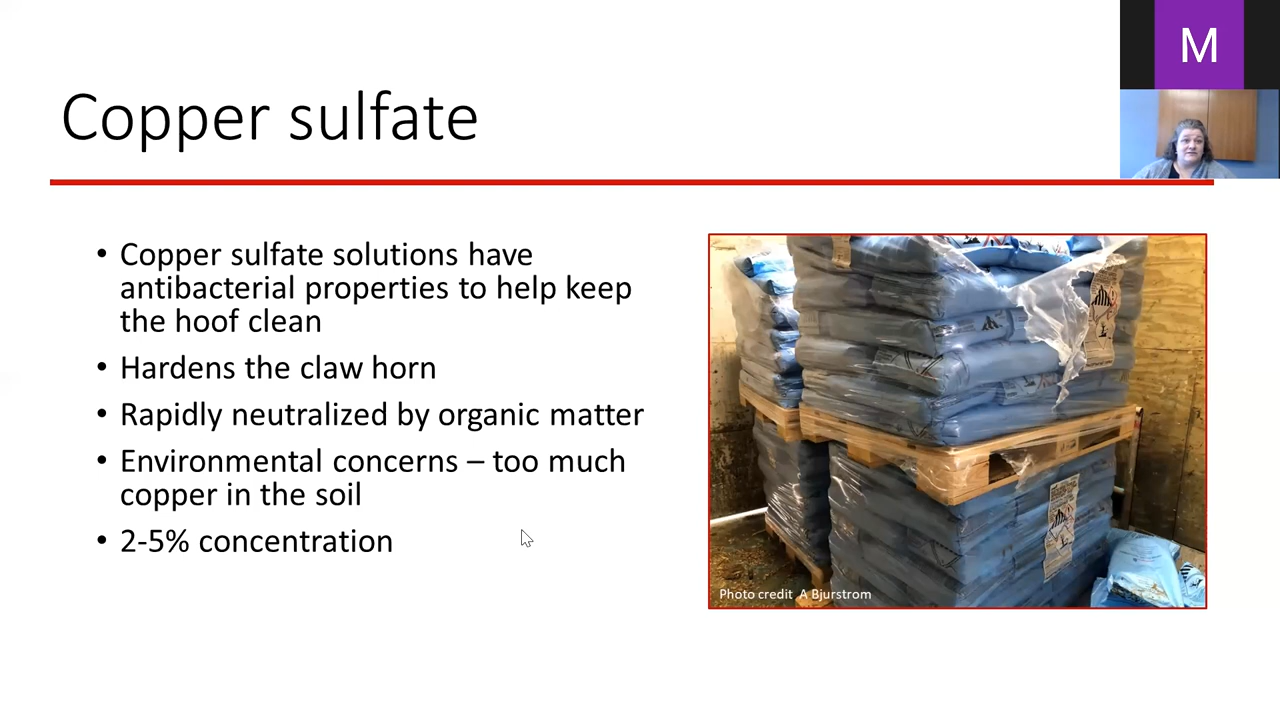 M
Copper sulfate
• Copper sulfate solutions have
antibacterial properties to help keep
the hoof clean
• Hardens the claw horn
• Rapidly neutralized by organic matter
• Environmental concerns – too much
copper in the soil
• 2-5% concentration
Photo credit A Bjurstrom